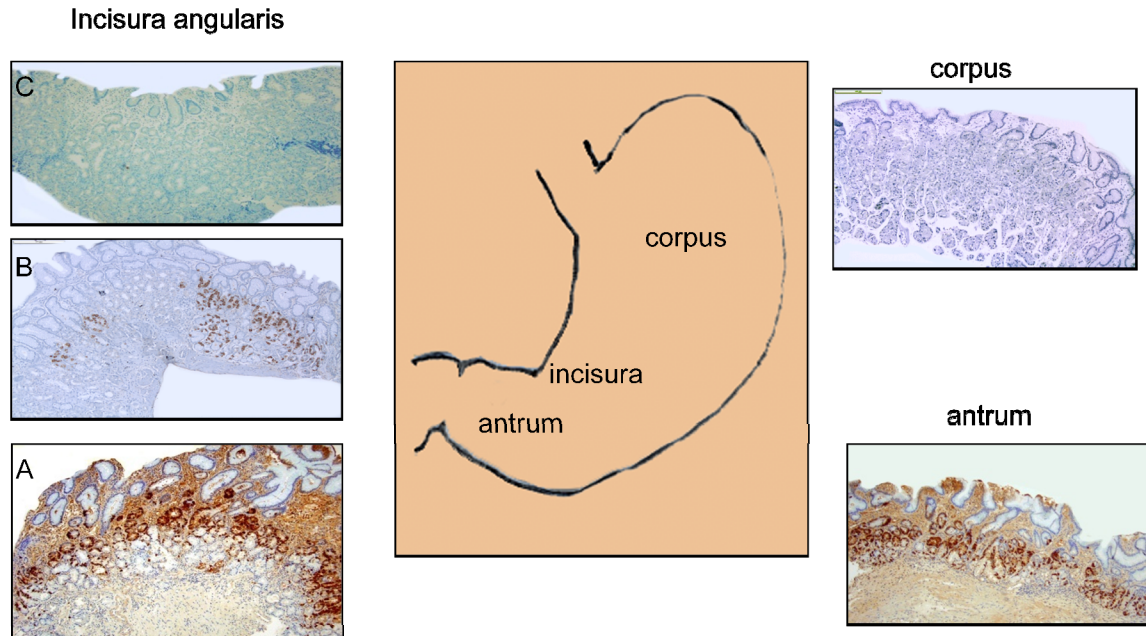 Incisura angularis
C
B
A
corpus
incisura
antrum
corpus
antrum